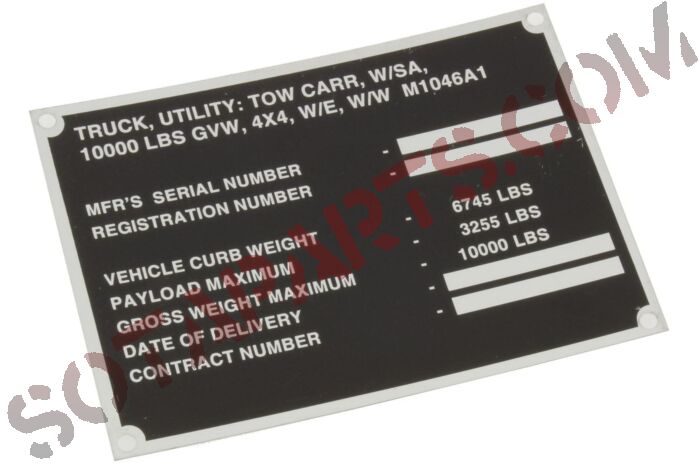 TRUCK, UTILITY: TOW CARR, W/SA,
10000 LBS GVW, 4X4, W/E, W/W M1046A1
MFR'S SERIAL NUMBER -
REGISTRATION NUMBER -
VEHICLE CURB WEIGHT - 6745 LBS
PAYLOAD MAXIMUM - 3255 LBS
GROSS WEIGHT MAXIMUM - 10000 LBS
DATE OF DELIVERY -
CONTRACT NUMBER -
SOTAPARTS.COM